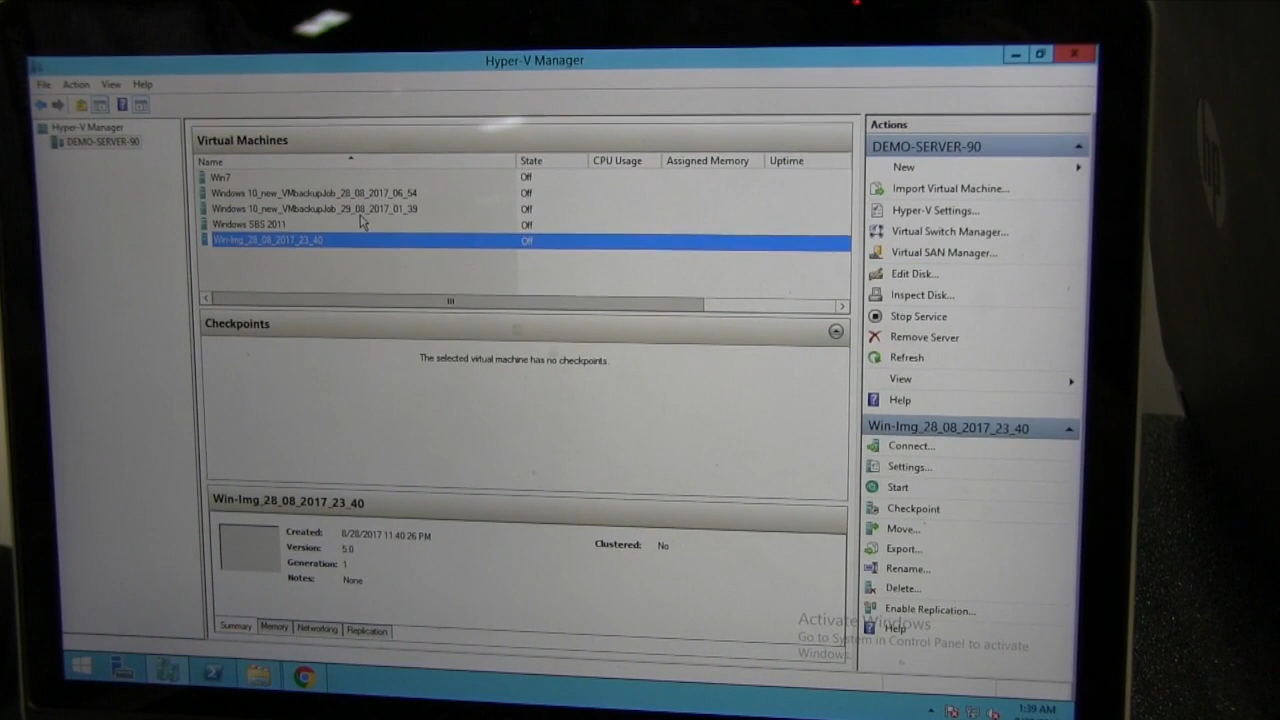 Hyper-V Manager
File Action View Help
Hyper-V Manager
DEMO-SERVER-90
Virtual Machines
Name State CPU Usage Assigned Memory Uptime
Win7 Off
Windows 10_new_VMbackupJob_28_08_2017_06_54 Off
Windows 10_new_VMbackupJob_29_08_2017_01_39 Off
Windows SBS 2011 Off
Win-Img_28_08_2017_23_40 Off
Checkpoints
The selected virtual machine has no checkpoints.
Win-Img_28_08_2017_23_40
Created: 8/28/2017 11:40:26 PM
Clustered: No
Version: 5.0
Generation: 1
Notes: None
Summary Memory Networking Replication
Actions
DEMO-SERVER-90
New
Import Virtual Machine...
Hyper-V Settings...
Virtual Switch Manager...
Virtual SAN Manager...
Edit Disk...
Inspect Disk...
Stop Service
Remove Server
Refresh
View
Help
Win-Img_28_08_2017_23_40
Connect...
Settings...
Start
Checkpoint
Move...
Export...
Rename...
Delete...
Enable Replication...
Help
Activate Windows
Go to System in Control Panel to activate
Windows.
1:39 AM
hp